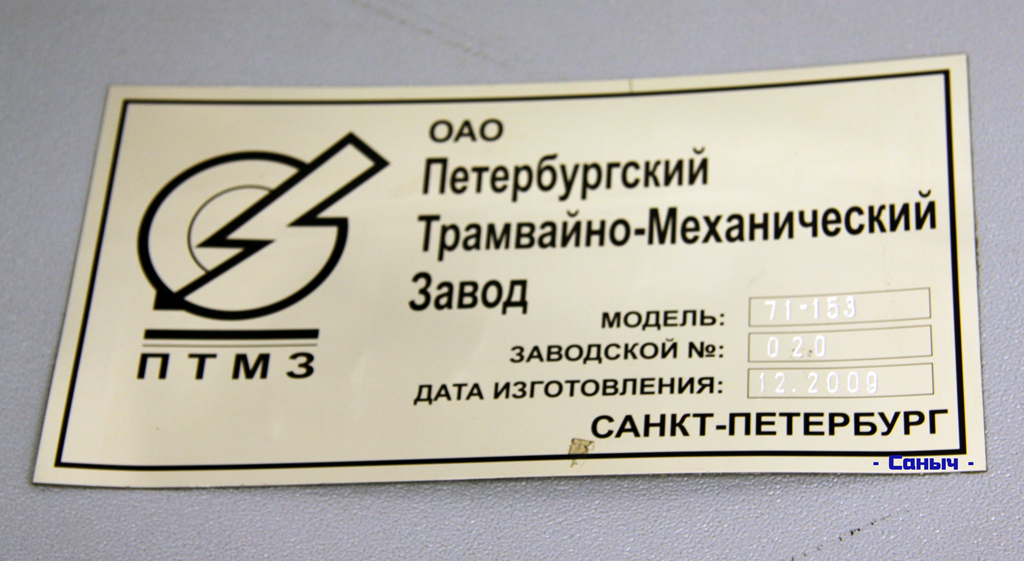 ОАО
Петербургский
Трамвайно-Механический
Завод
ПТМЗ
МОДЕЛЬ: 71-153
ЗАВОДСКОЙ №: 020
ДАТА ИЗГОТОВЛЕНИЯ: 12.2009
САНКТ-ПЕТЕРБУРГ
- Саныч -